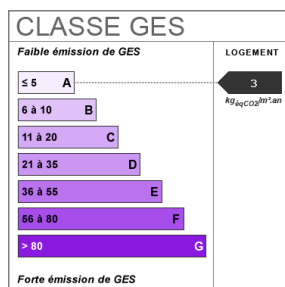 CLASSE GES
Faible émission de GES
LOGEMENT
≤ 5 A
3
kgéqCO2/m².an
6 à 10 B
11 à 20 C
21 à 35 D
36 à 55 E
56 à 80 F
> 80 G
Forte émission de GES